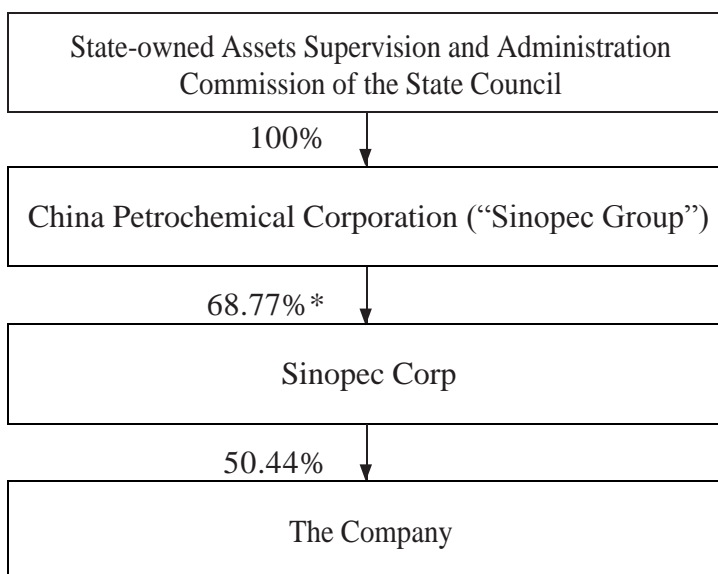 State-owned Assets Supervision and Administration
Commission of the State Council
100%
China Petrochemical Corporation (“Sinopec Group”)
68.77%*
Sinopec Corp
50.44%
The Company